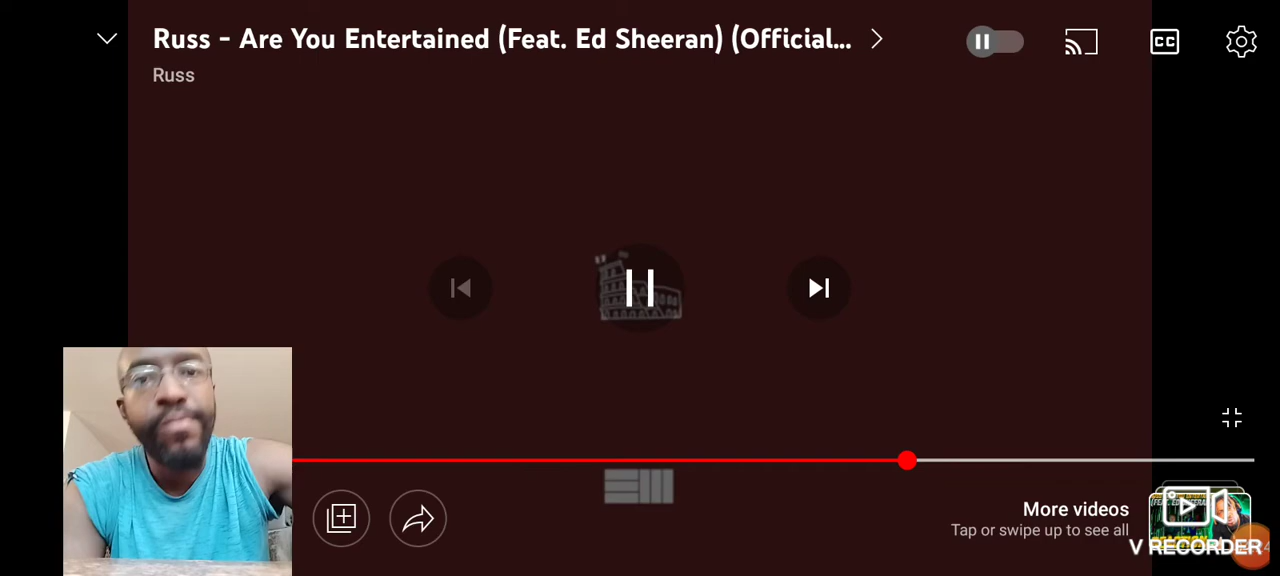 Russ - Are You Entertained (Feat. Ed Sheeran) (Official...
Russ
CC
More videos
Tap or swipe up to see all
V RECORDER